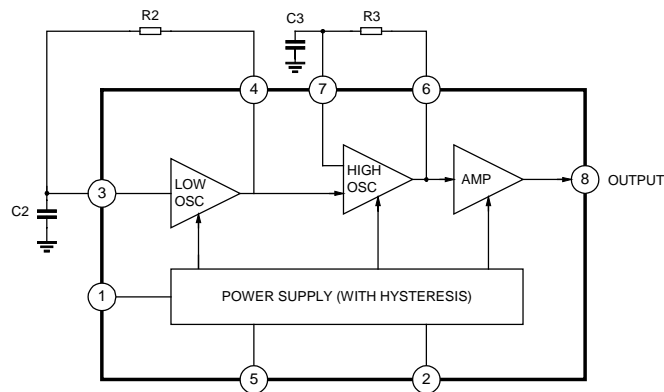 R2
C3
R3
4
7
6
3
LOW
OSC
HIGH
OSC
AMP
8
OUTPUT
C2
1
POWER SUPPLY (WITH HYSTERESIS)
5
2